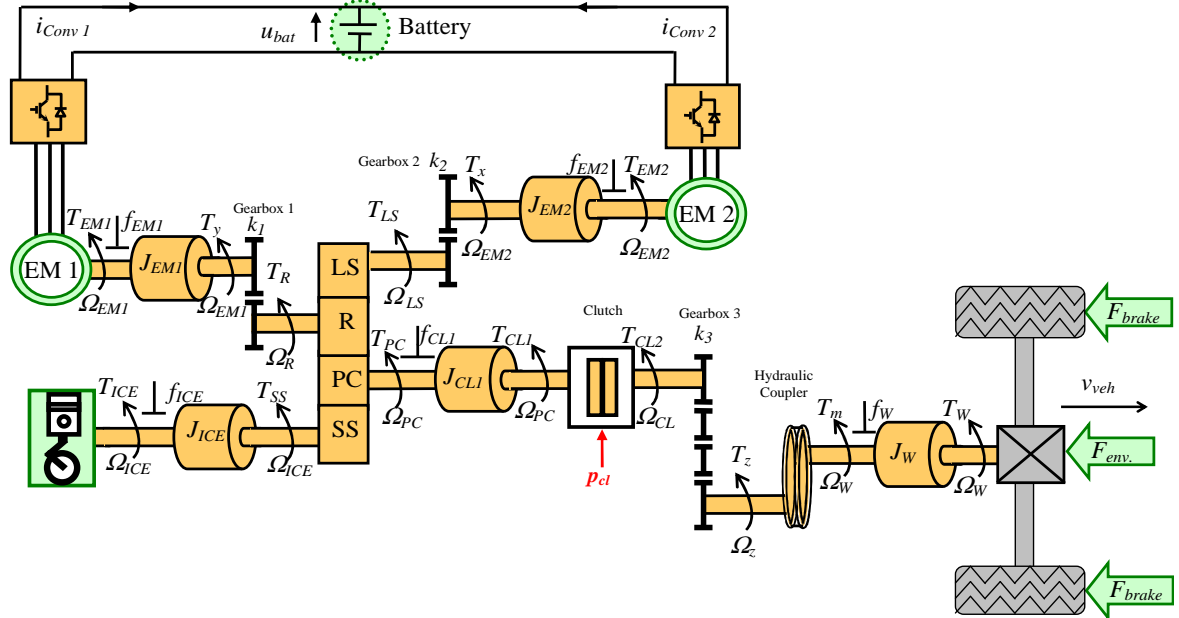 i_Conv 1
u_bat
Battery
i_Conv 2
Gearbox 2 k_2
T_x
f_EM2
T_EM2
J_EM2
EM 2
T_LS
Ω_EM2
Ω_EM2
T_EM1
f_EM1
T_y
Gearbox 1
k_1
EM 1
J_EM1
LS
Ω_LS
T_R
Ω_EM1
Ω_EM1
R
Ω_R
T_PC
f_CL1
T_CL1
Clutch
T_CL2
Gearbox 3
k_3
F_brake
PC
J_CL1
Hydraulic
Coupler
v_veh
T_ICE
f_ICE
T_SS
Ω_PC
Ω_PC
Ω_CL
T_m
f_W
T_W
J_ICE
SS
Ω_ICE
Ω_ICE
p_cl
T_z
J_W
F_env.
Ω_W
Ω_W
Ω_z
F_brake